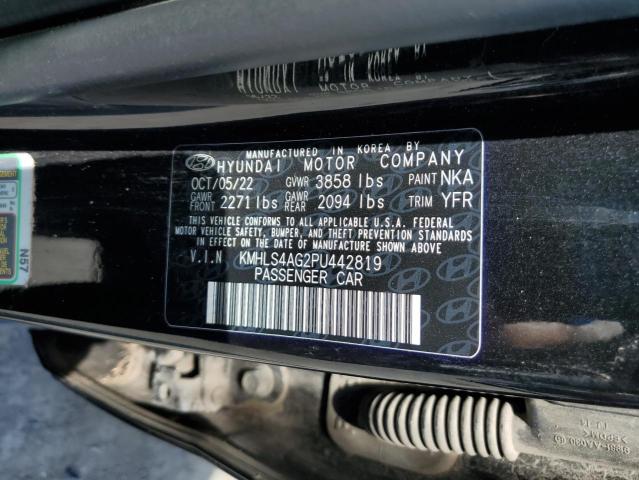 MANUFACTURED IN KOREA BY
HYUNDAI MOTOR COMPANY
OCT/05/22 GVWR 3858 lbs PAINT NKA
GAWR FRONT 2271 lbs GAWR REAR 2094 lbs TRIM YFR
THIS VEHICLE CONFORMS TO ALL APPLICABLE U.S.A. FEDERAL
MOTOR VEHICLE SAFETY, BUMPER, AND THEFT PREVENTION STANDARDS
IN EFFECT ON THE DATE OF MANUFACTURE SHOWN ABOVE.
V.I.N KMHLS4AG2PU442819
PASSENGER CAR
N57
>EPDM<